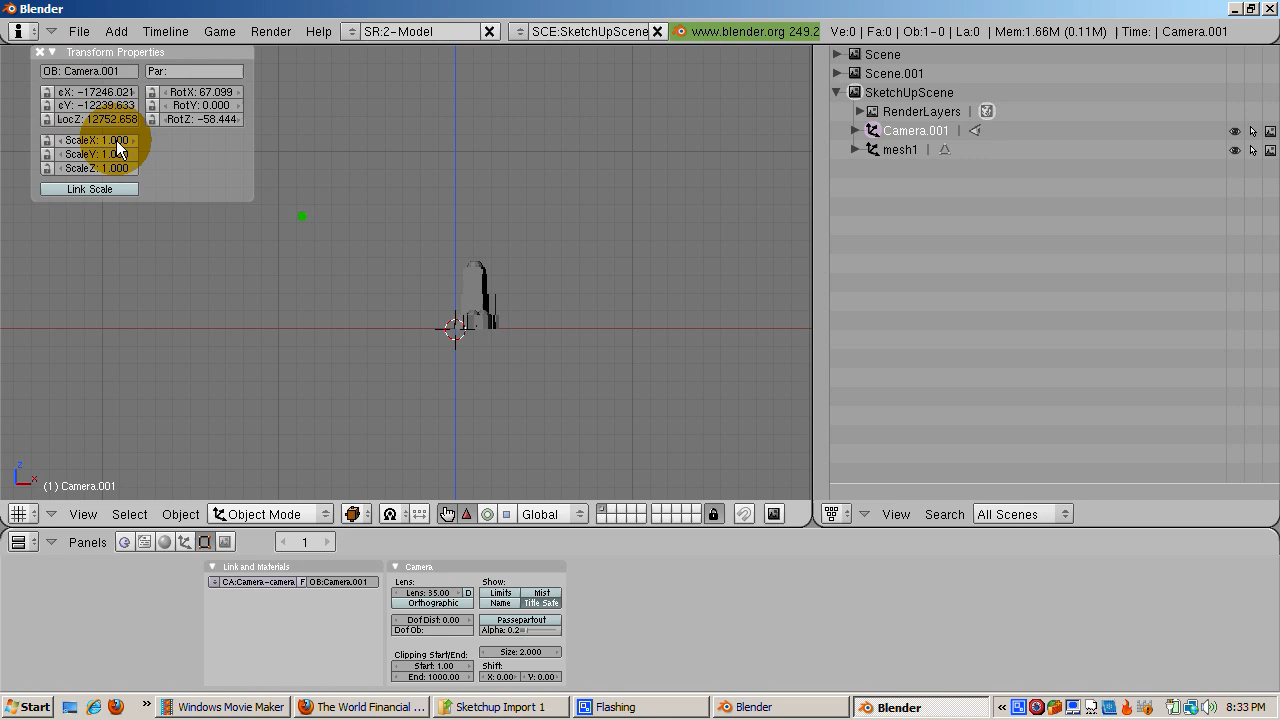 Blender
File Add Timeline Game Render Help SR:2-Model SCE:SketchUpScene www.blender.org 249.2 Ve:0 | Fa:0 | Ob:1-0 | La:0 | Mem:1.66M (0.11M) | Time: | Camera.001
Transform Properties
OB: Camera.001 Par:
cX: -17246.021 RotX: 67.099
cY: -12239.633 RotY: 0.000
LocZ: 12752.658 RotZ: -58.444
ScaleX: 1.000
ScaleY: 1.000
ScaleZ: 1.000
Link Scale
Scene
Scene.001
SketchUpScene
RenderLayers |
Camera.001 |
mesh1 |
z
x
(1) Camera.001
View Select Object Object Mode Global
View Search All Scenes
Panels 1
Link and Materials
CA:Camera-camera F OB:Camera.001
Camera
Lens: Show:
Lens: 35.00 D Limits Mist
Orthographic Name Title Safe
Dof Dist: 0.00 Passepartout
Dof Ob: Alpha: 0.2
Clipping Start/End: Size: 2.000
Start: 1.00 Shift:
End: 1000.00 X: 0.00 Y: 0.00
Start Windows Movie Maker The World Financial ... Sketchup Import 1 Flashing Blender Blender 8:33 PM